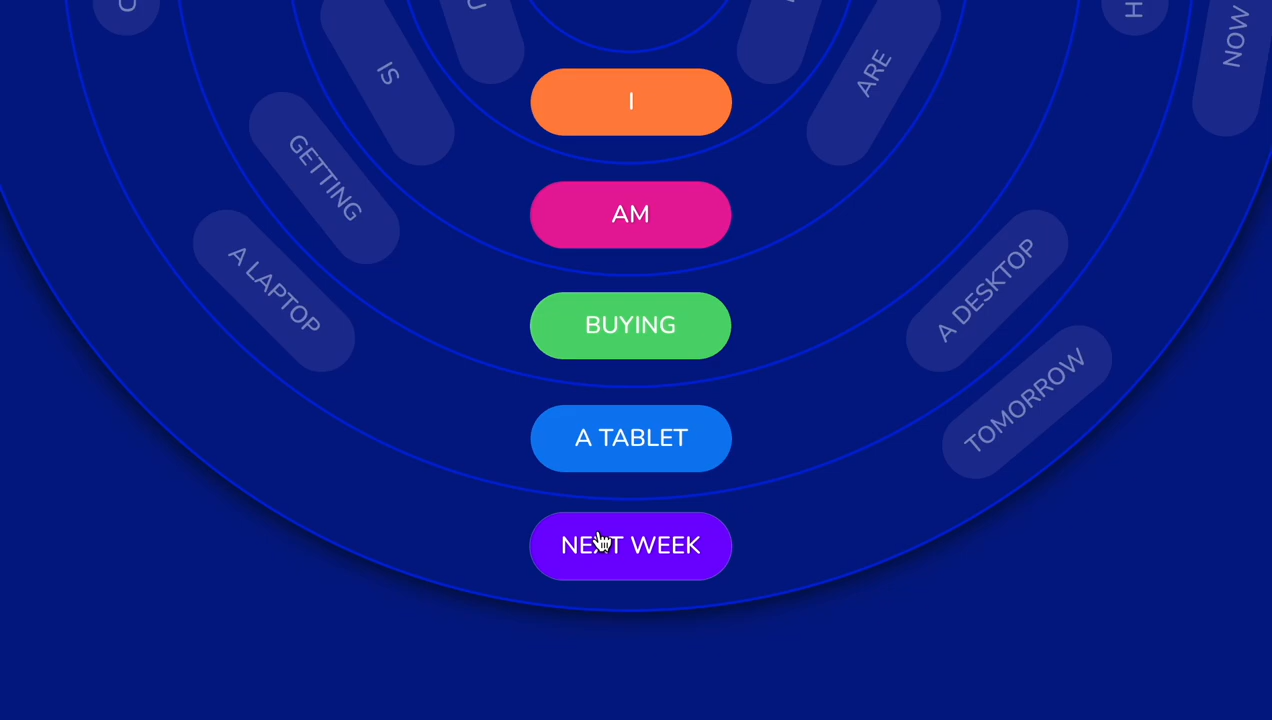 I
AM
BUYING
A TABLET
NEXT WEEK
IS
ARE
GETTING
A LAPTOP
A DESKTOP
TOMORROW
NOW